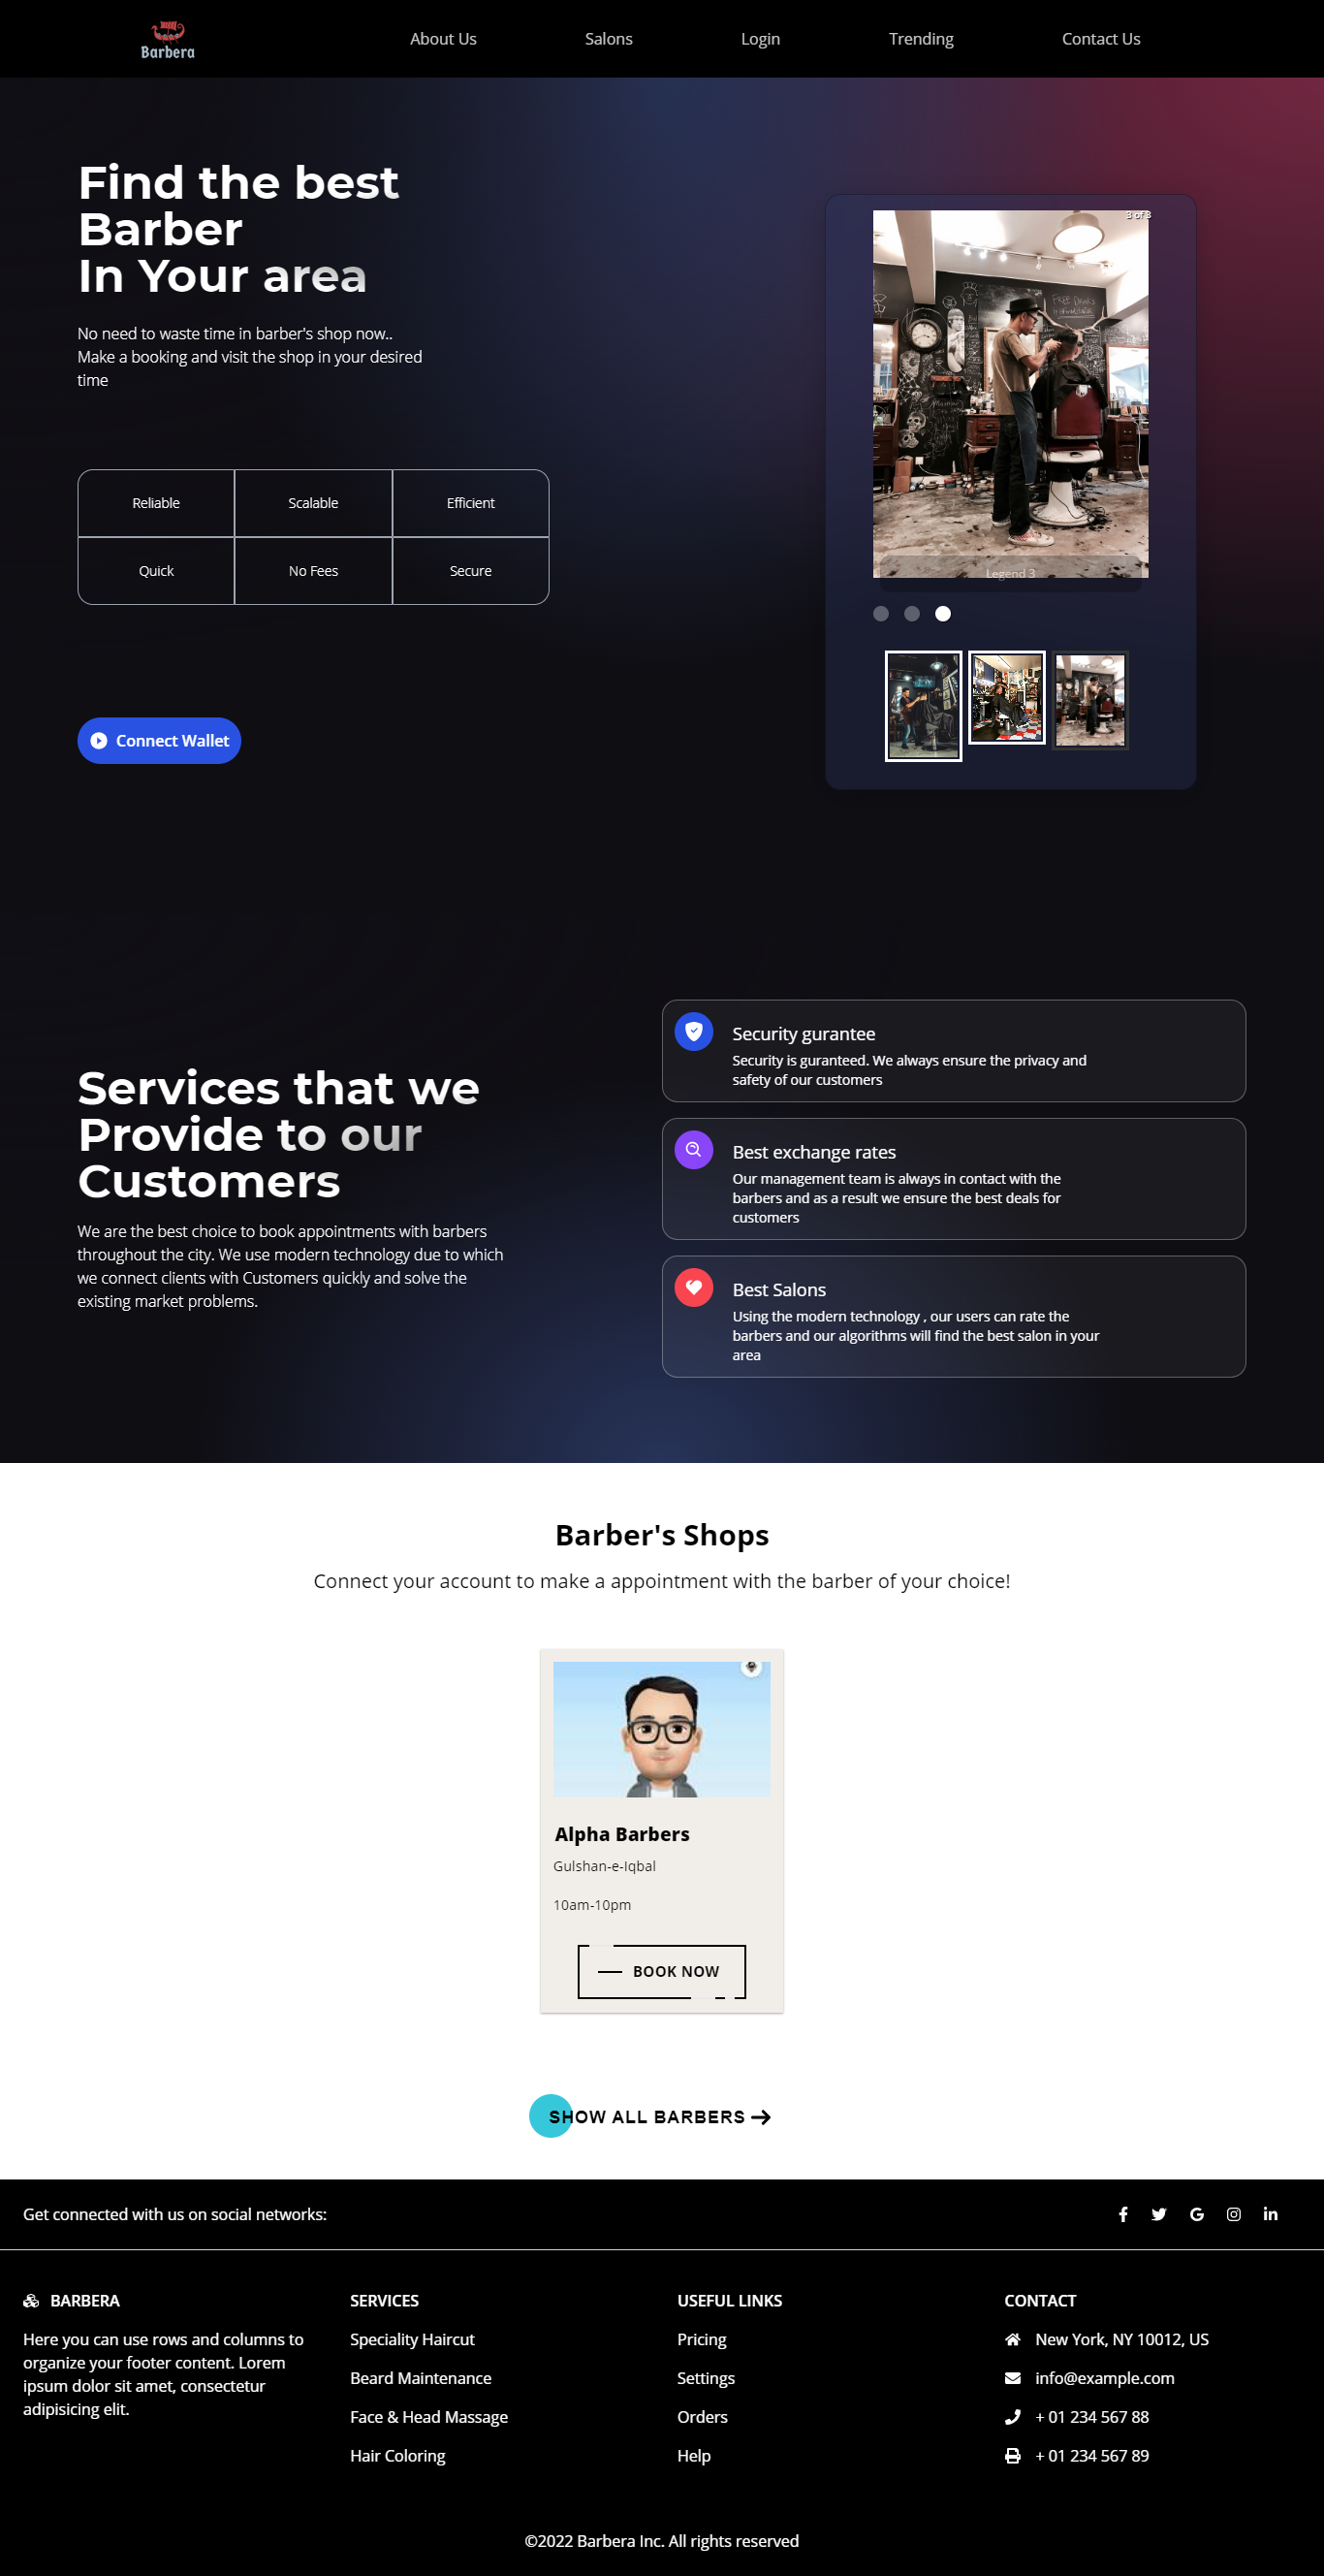 Barbera
About Us
Salons
Login
Trending
Contact Us
Find the best
Barber
In Your area
No need to waste time in barber's shop now..
Make a booking and visit the shop in your desired
time
Reliable
Scalable
Efficient
Quick
No Fees
Secure
Connect Wallet
3 of 3
FREE DRINKS
Legend 3
Security gurantee
Security is guranteed. We always ensure the privacy and
safety of our customers
Services that we
Provide to our
Customers
We are the best choice to book appointments with barbers
throughout the city. We use modern technology due to which
we connect clients with Customers quickly and solve the
existing market problems.
Best exchange rates
Our management team is always in contact with the
barbers and as a result we ensure the best deals for
customers
Best Salons
Using the modern technology , our users can rate the
barbers and our algorithms will find the best salon in your
area
Barber's Shops
Connect your account to make a appointment with the barber of your choice!
Alpha Barbers
Gulshan-e-Iqbal
10am-10pm
BOOK NOW
SHOW ALL BARBERS
Get connected with us on social networks:
BARBERA
Here you can use rows and columns to
organize your footer content. Lorem
ipsum dolor sit amet, consectetur
adipisicing elit.
SERVICES
Speciality Haircut
Beard Maintenance
Face & Head Massage
Hair Coloring
USEFUL LINKS
Pricing
Settings
Orders
Help
CONTACT
New York, NY 10012, US
info@example.com
+ 01 234 567 88
+ 01 234 567 89
©2022 Barbera Inc. All rights reserved